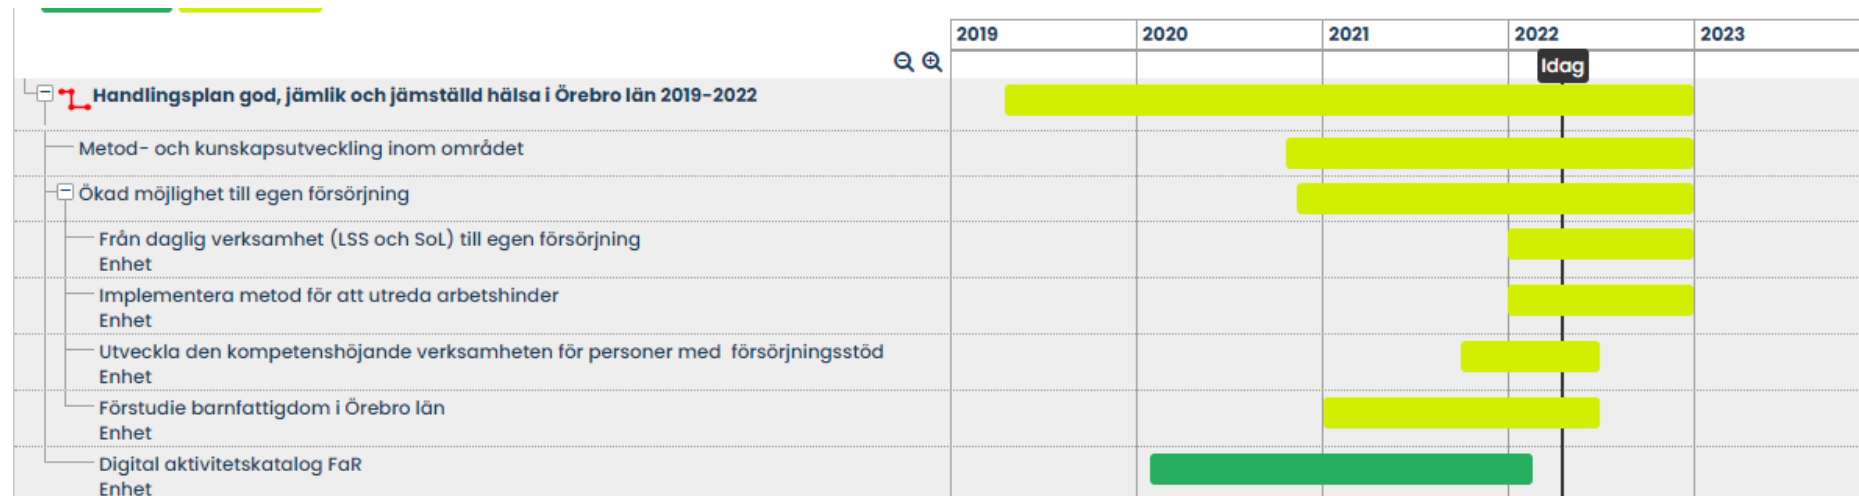 2019 2020 2021 2022 2023
Idag
Handlingsplan god, jämlik och jämställd hälsa i Örebro län 2019-2022
Metod- och kunskapsutveckling inom området
Ökad möjlighet till egen försörjning
Från daglig verksamhet (LSS och SoL) till egen försörjning
Enhet
Implementera metod för att utreda arbetshinder
Enhet
Utveckla den kompetenshöjande verksamheten för personer med försörjningsstöd
Enhet
Förstudie barnfattigdom i Örebro län
Enhet
Digital aktivitetskatalog FaR
Enhet